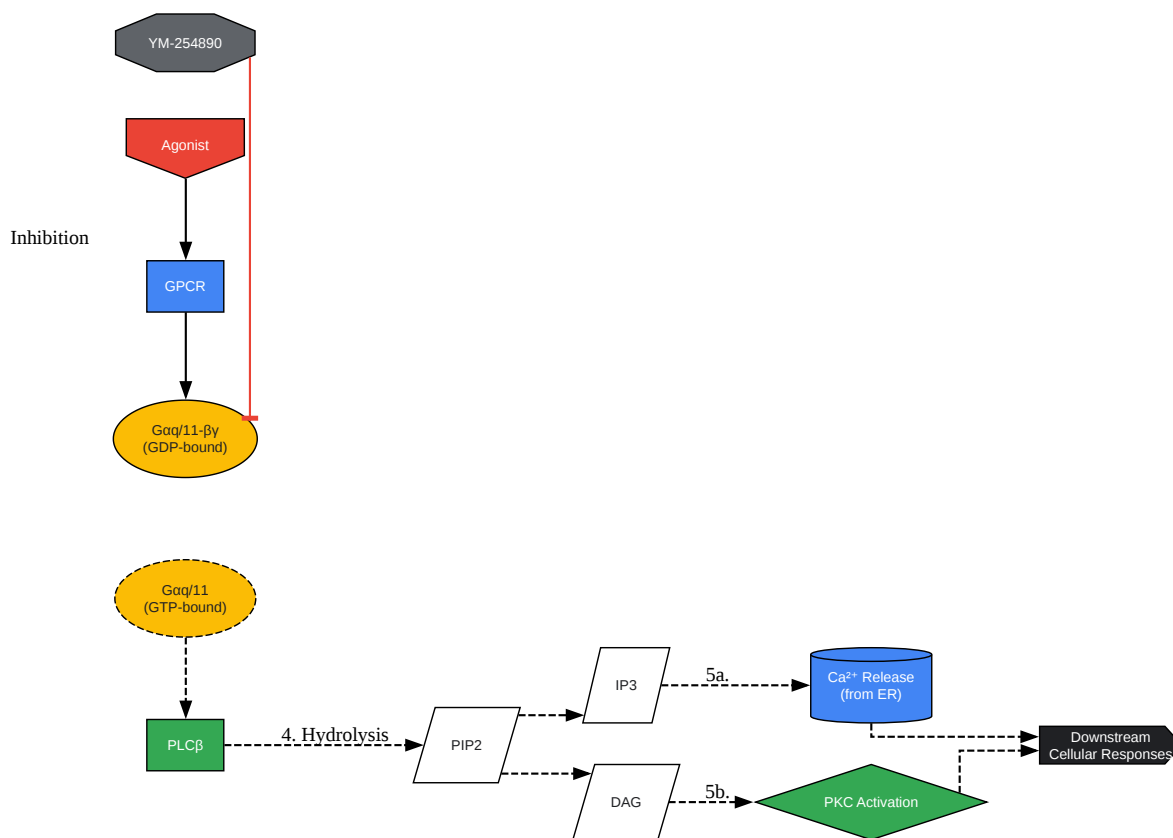 YM-254890
Agonist
Inhibition
GPCR
Gαq/11-βγ
(GDP-bound)
Gαq/11
(GTP-bound)
PLCβ
4. Hydrolysis
PIP2
IP3
5a.
Ca²⁺ Release
(from ER)
DAG
5b.
PKC Activation
Downstream
Cellular Responses